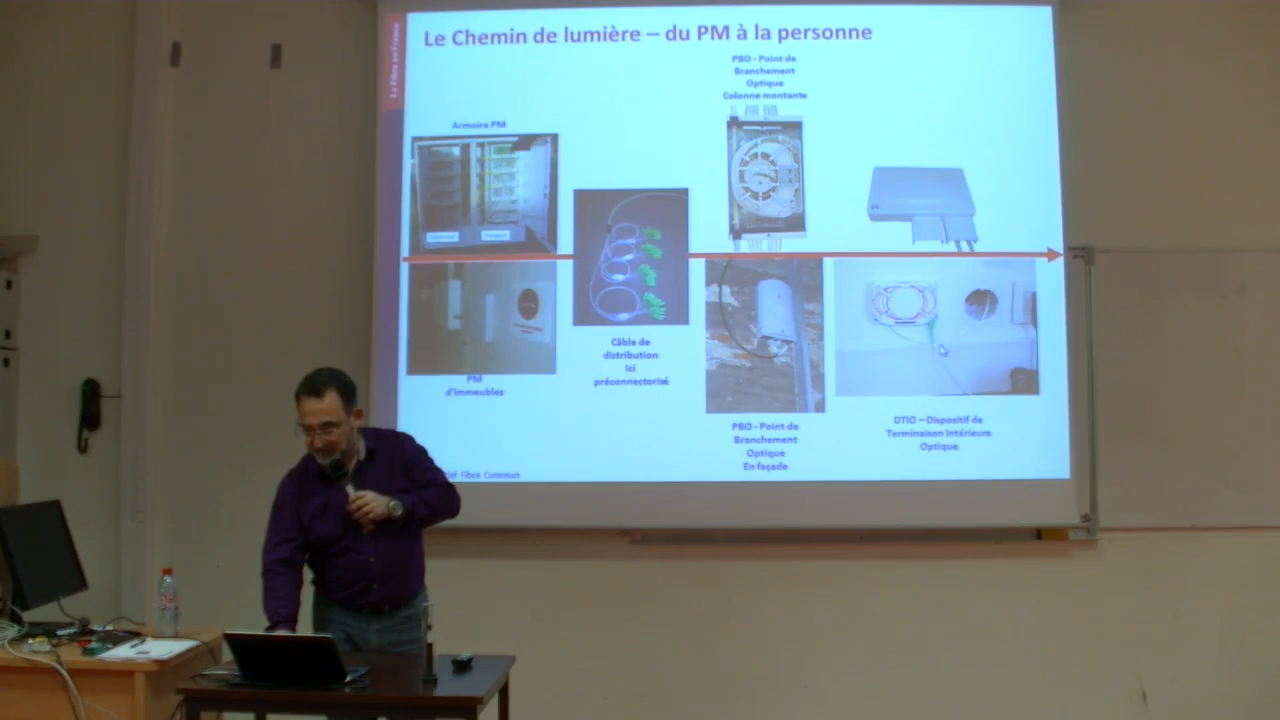 La Fibre en France
Le Chemin de lumière – du PM à la personne
PBO - Point de
Branchement
Optique
Colonne montante
Armoire PM
Câble de
distribution
Ici
préconnectorisé
PM
d'immeubles
PBO - Point de
Branchement
Optique
En façade
DTIO – Dispositif de
Terminaison Intérieure
Optique
Fibre Commun